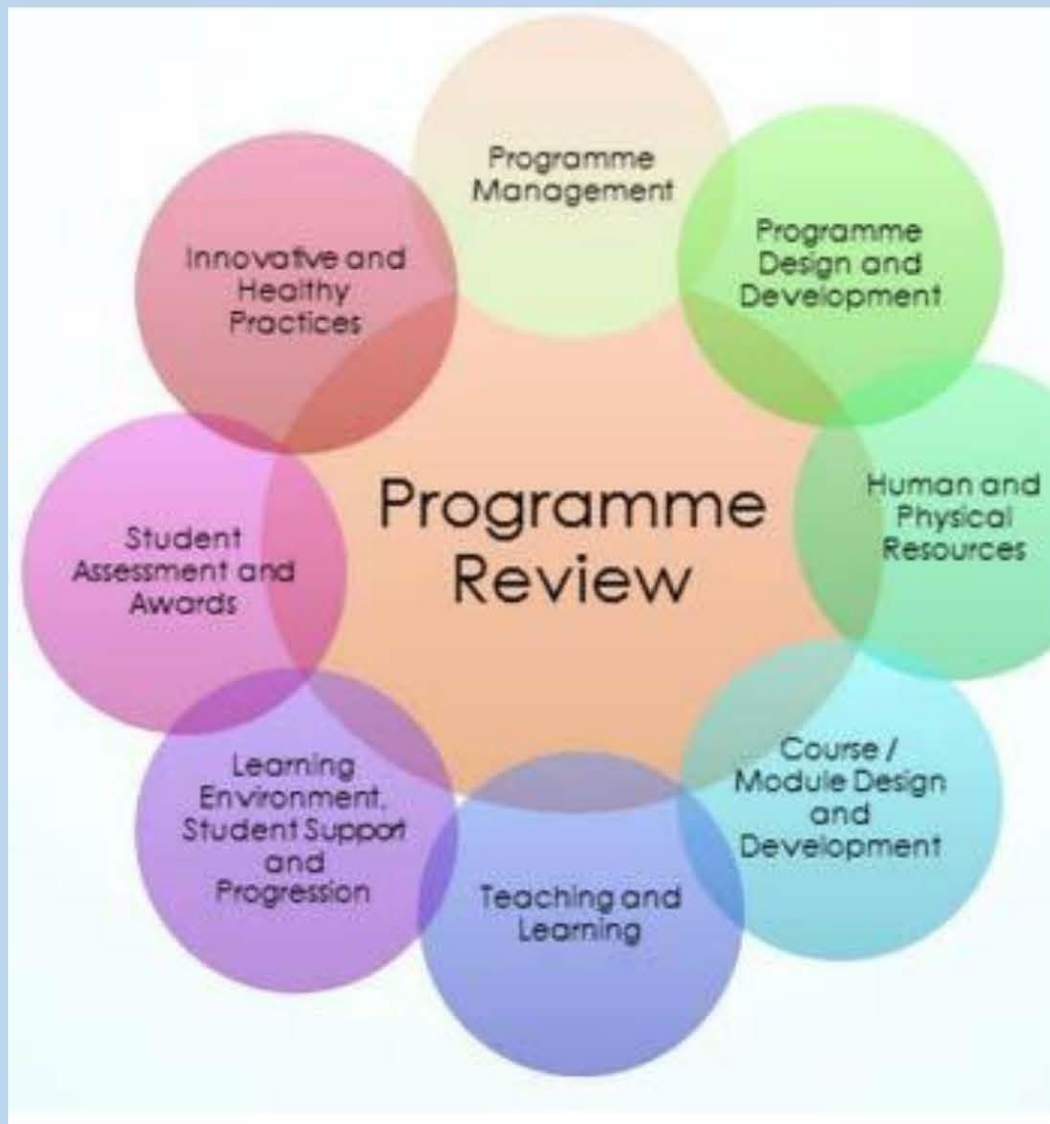 Programme
Review
Programme
Management
Programme
Design and
Development
Human and
Physical
Resources
Course /
Module Design
and
Development
Teaching and
Learning
Learning
Environment,
Student Support
and
Progression
Student
Assessment and
Awards
Innovative and
Healthy
Practices